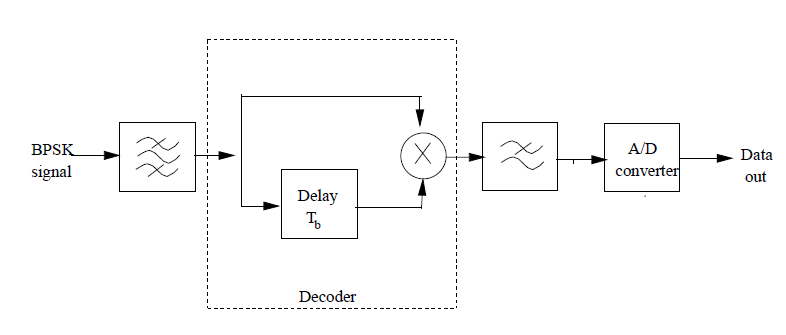 BPSK
signal
Delay
Tb
X
A/D
converter
Data
out
Decoder